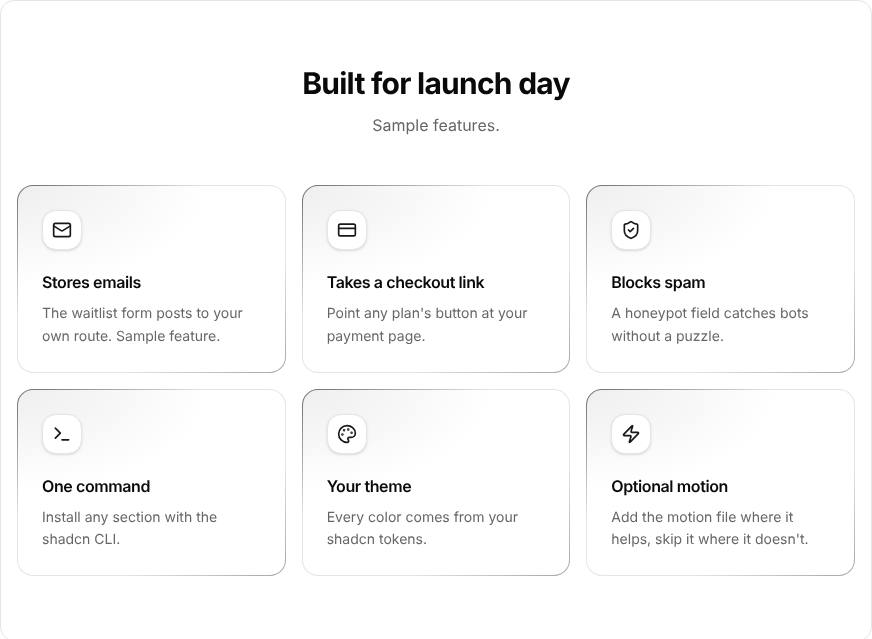 Built for launch day
Sample features.
Stores emails
The waitlist form posts to your
own route. Sample feature.
Takes a checkout link
Point any plan's button at your
payment page.
Blocks spam
A honeypot field catches bots
without a puzzle.
One command
Install any section with the
shadcn CLI.
Your theme
Every color comes from your
shadcn tokens.
Optional motion
Add the motion file where it
helps, skip it where it doesn't.